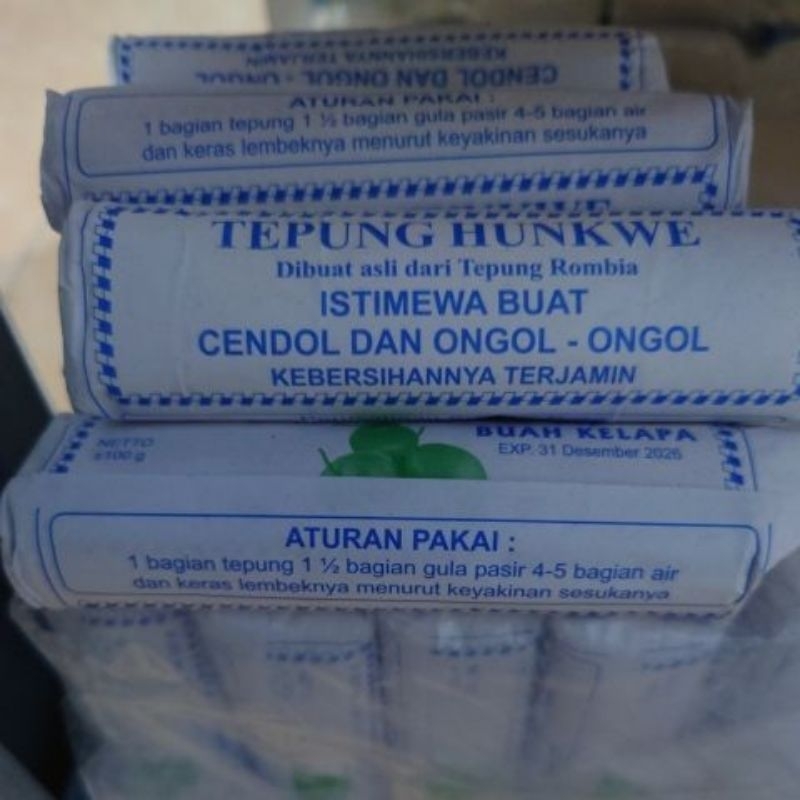 KEBERSIHANNYA TERJAMIN
CENDOL DAN ONGOL - ONGOL
ATURAN PAKAI :
1 bagian tepung 1 ½ bagian gula pasir 4-5 bagian air
dan keras lembeknya menurut keyakinan sesukanya
TEPUNG HUNKWE
Dibuat asli dari Tepung Rombia
ISTIMEWA BUAT
CENDOL DAN ONGOL - ONGOL
KEBERSIHANNYA TERJAMIN
NETTO
±100 g
BUAH KELAPA
EXP. 31 Desember 2026
ATURAN PAKAI :
1 bagian tepung 1 ½ bagian gula pasir 4-5 bagian air
dan keras lembeknya menurut keyakinan sesukanya